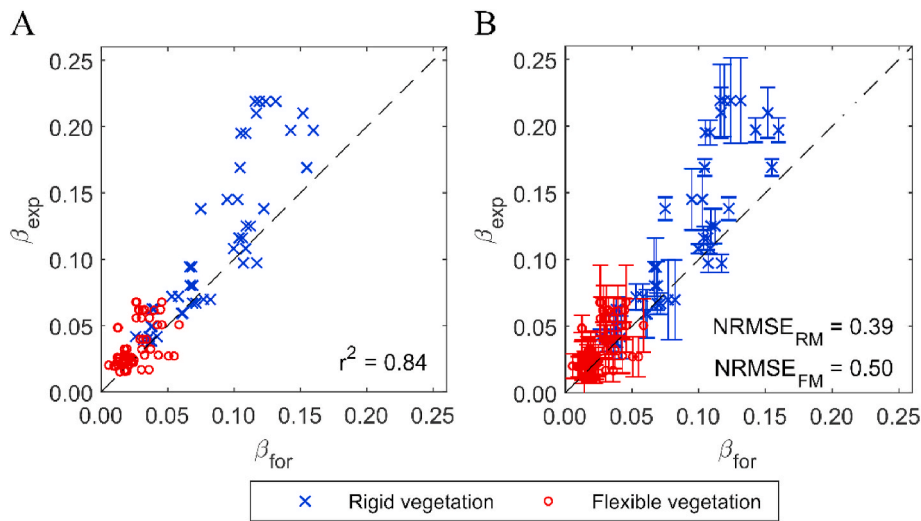 A
B
0.25
0.20
0.15
0.10
0.05
0.00
β_exp
0.00 0.05 0.10 0.15 0.20 0.25
β_for
r² = 0.84
0.25
0.20
0.15
0.10
0.05
0.00
β_exp
0.00 0.05 0.10 0.15 0.20 0.25
β_for
NRMSE_RM = 0.39
NRMSE_FM = 0.50
Rigid vegetation Flexible vegetation